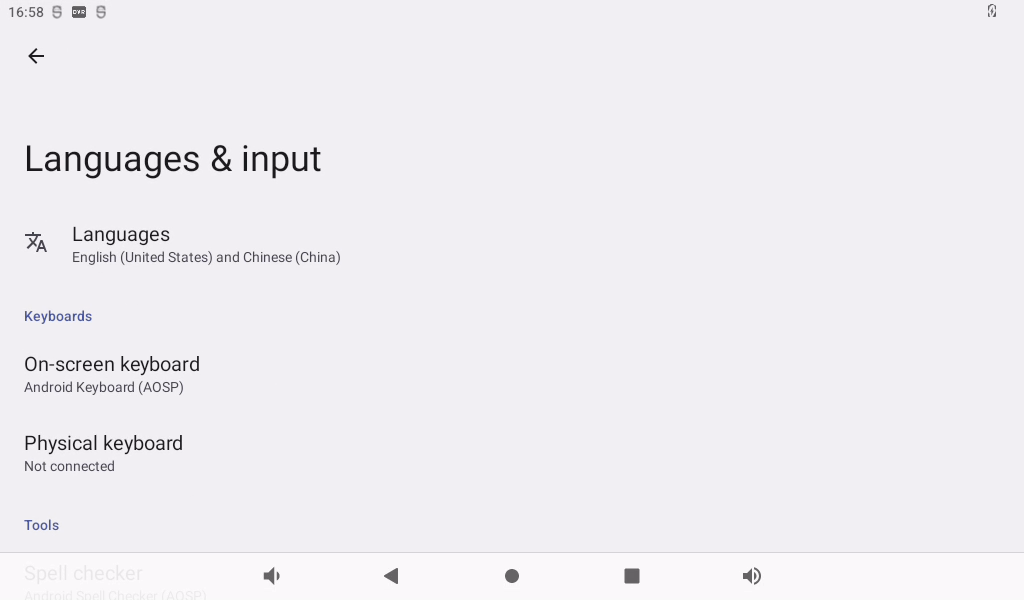 16:58
DVR
Languages & input
Languages
English (United States) and Chinese (China)
Keyboards
On-screen keyboard
Android Keyboard (AOSP)
Physical keyboard
Not connected
Tools
Spell checker
Android Spell Checker (AOSP)